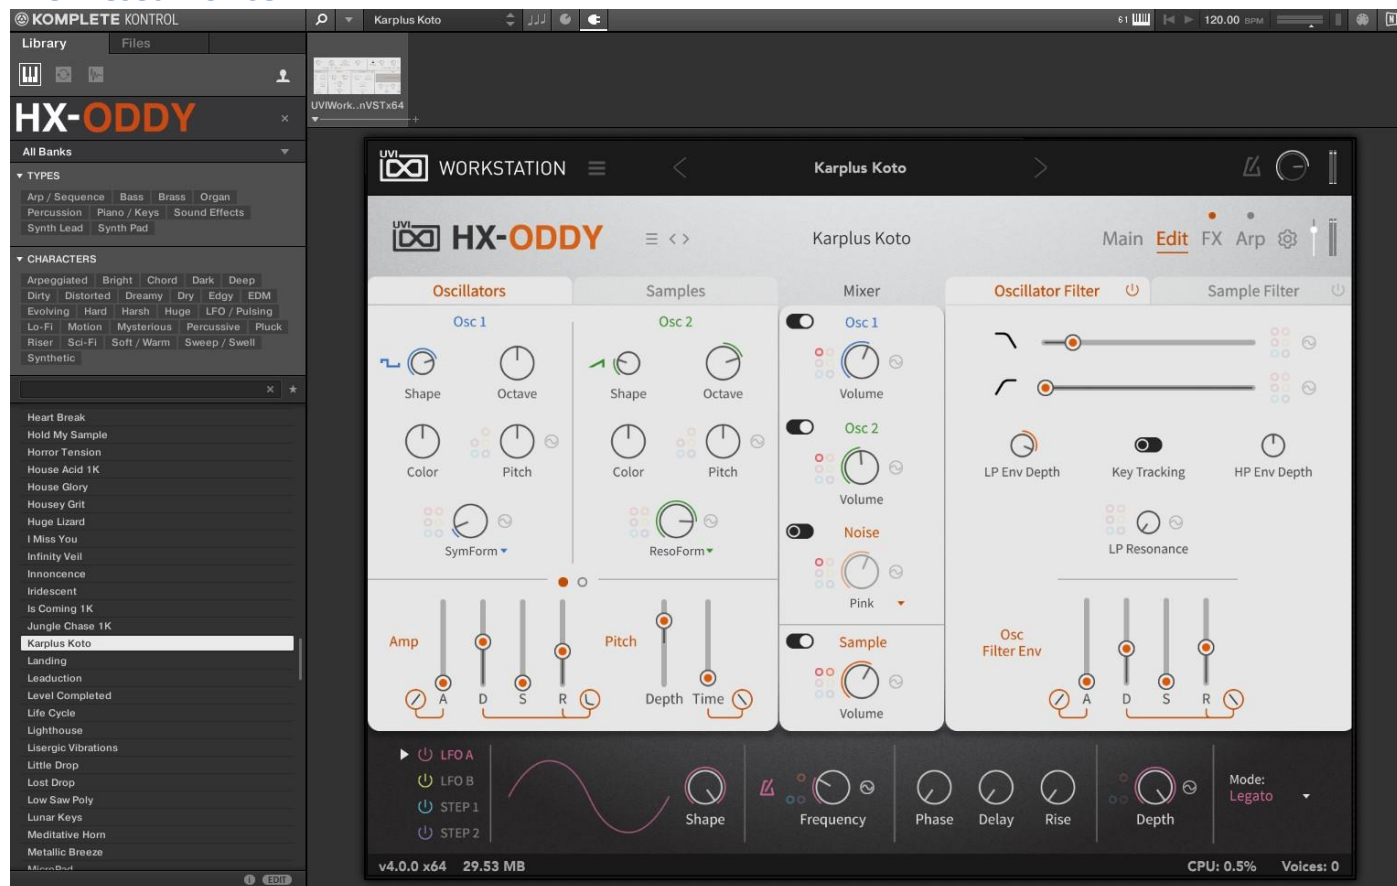 KOMPLETE KONTROL
Karplus Koto
61
120.00 BPM
Library Files
UVIWork..nVSTx64
HX-ODDY
All Banks
TYPES
Arp / Sequence Bass Brass Organ
Percussion Piano / Keys Sound Effects
Synth Lead Synth Pad
CHARACTERS
Arpeggiated Bright Chord Dark Deep
Dirty Distorted Dreamy Dry Edgy EDM
Evolving Hard Harsh Huge LFO / Pulsing
Lo-Fi Motion Mysterious Percussive Pluck
Riser Sci-Fi Soft / Warm Sweep / Swell
Synthetic
Heart Break
Hold My Sample
Horror Tension
House Acid 1K
House Glory
Housey Grit
Huge Lizard
I Miss You
Infinity Veil
Innoncence
Iridescent
Is Coming 1K
Jungle Chase 1K
Karplus Koto
Landing
Leaduction
Level Completed
Life Cycle
Lighthouse
Lisergic Vibrations
Little Drop
Lost Drop
Low Saw Poly
Lunar Keys
Meditative Horn
Metallic Breeze
MicroPad
EDIT
UVI WORKSTATION Karplus Koto
UVI HX-ODDY Karplus Koto Main Edit FX Arp
Oscillators Samples Mixer Oscillator Filter Sample Filter
Osc 1 Osc 2
Shape Octave Shape Octave
Color Pitch Color Pitch
SymForm ResoForm
Amp
A D S R
Pitch
Depth Time
Osc 1
Volume
Osc 2
Volume
Noise
Pink
Sample
Volume
LP Env Depth Key Tracking HP Env Depth
LP Resonance
Osc
Filter Env
A D S R
LFO A
LFO B
STEP 1
STEP 2
Shape Frequency Phase Delay Rise Depth
Mode:
Legato
v4.0.0 x64 29.53 MB CPU: 0.5% Voices: 0